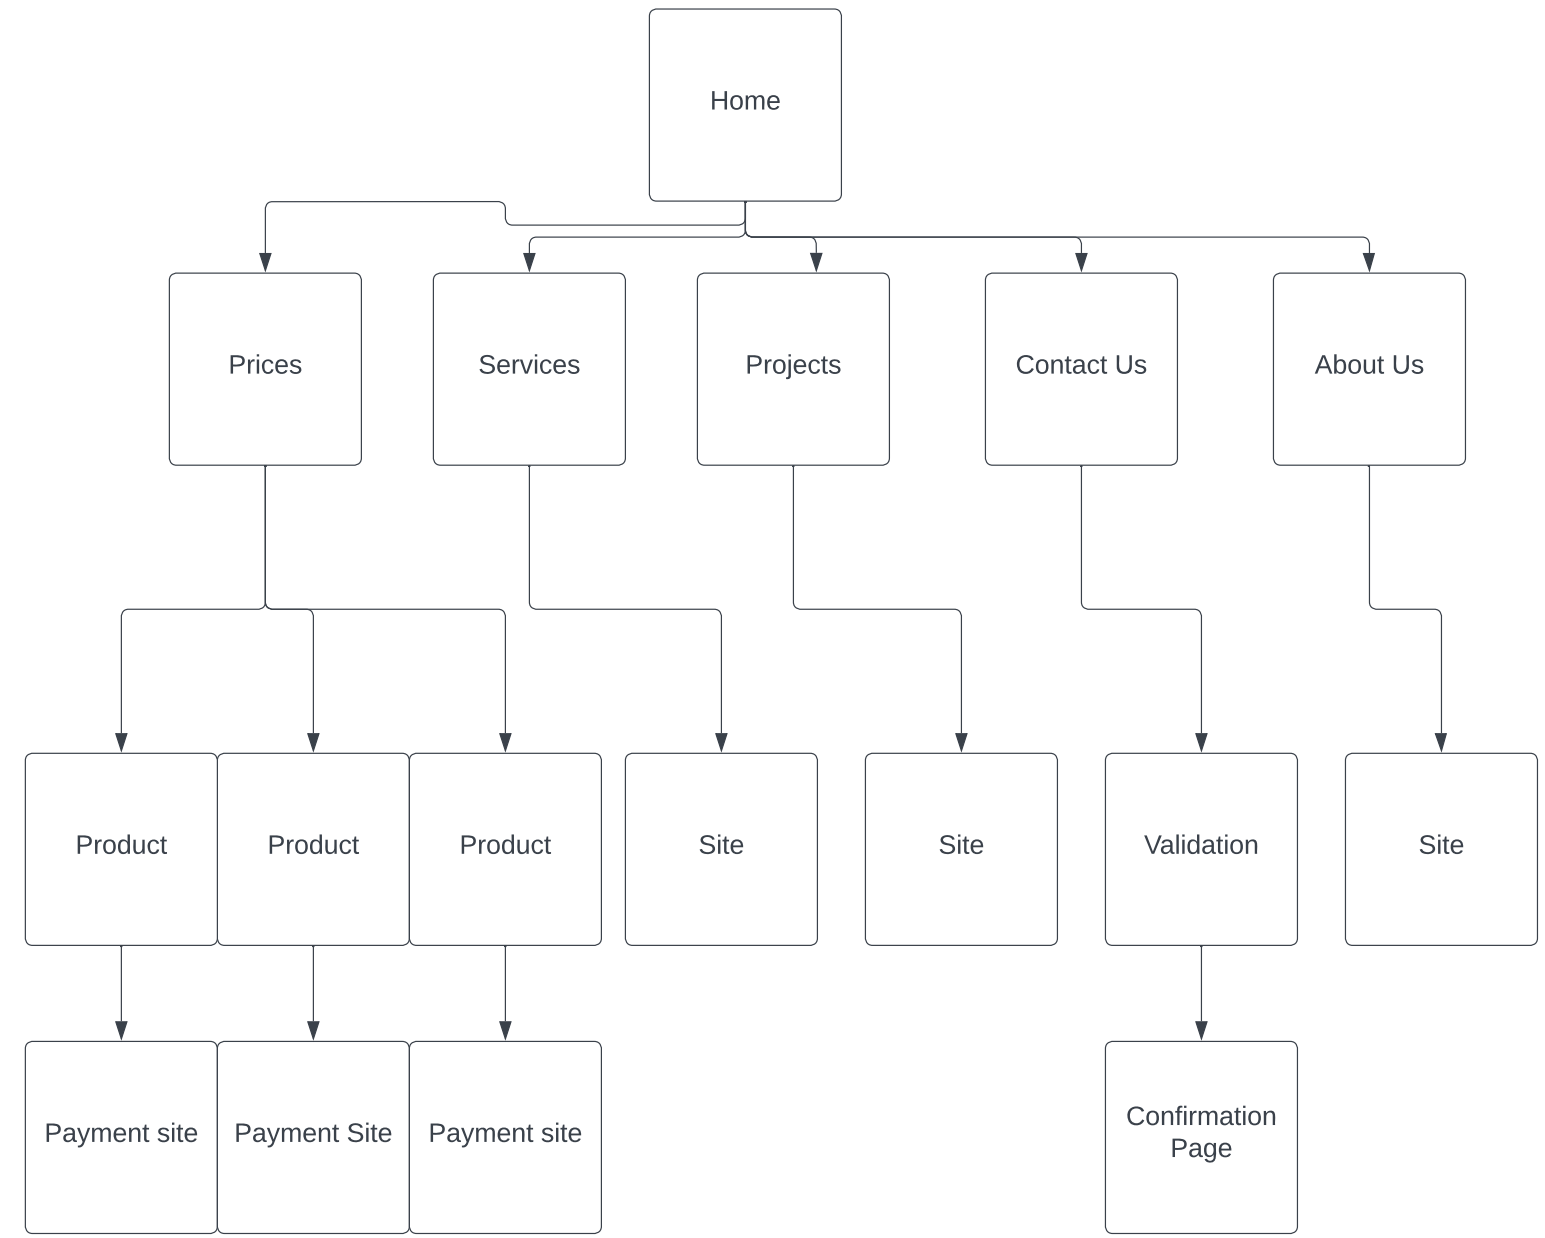 Home
Prices
Services
Projects
Contact Us
About Us
Product
Product
Product
Site
Site
Validation
Site
Payment site
Payment Site
Payment site
Confirmation
Page